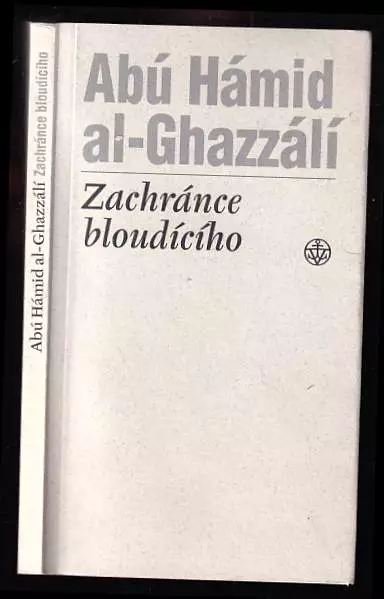 Abú Hámid al-Ghazzálí Zachránce bloudícího
Abú Hámid
al-Ghazzálí
Zachránce
bloudícího